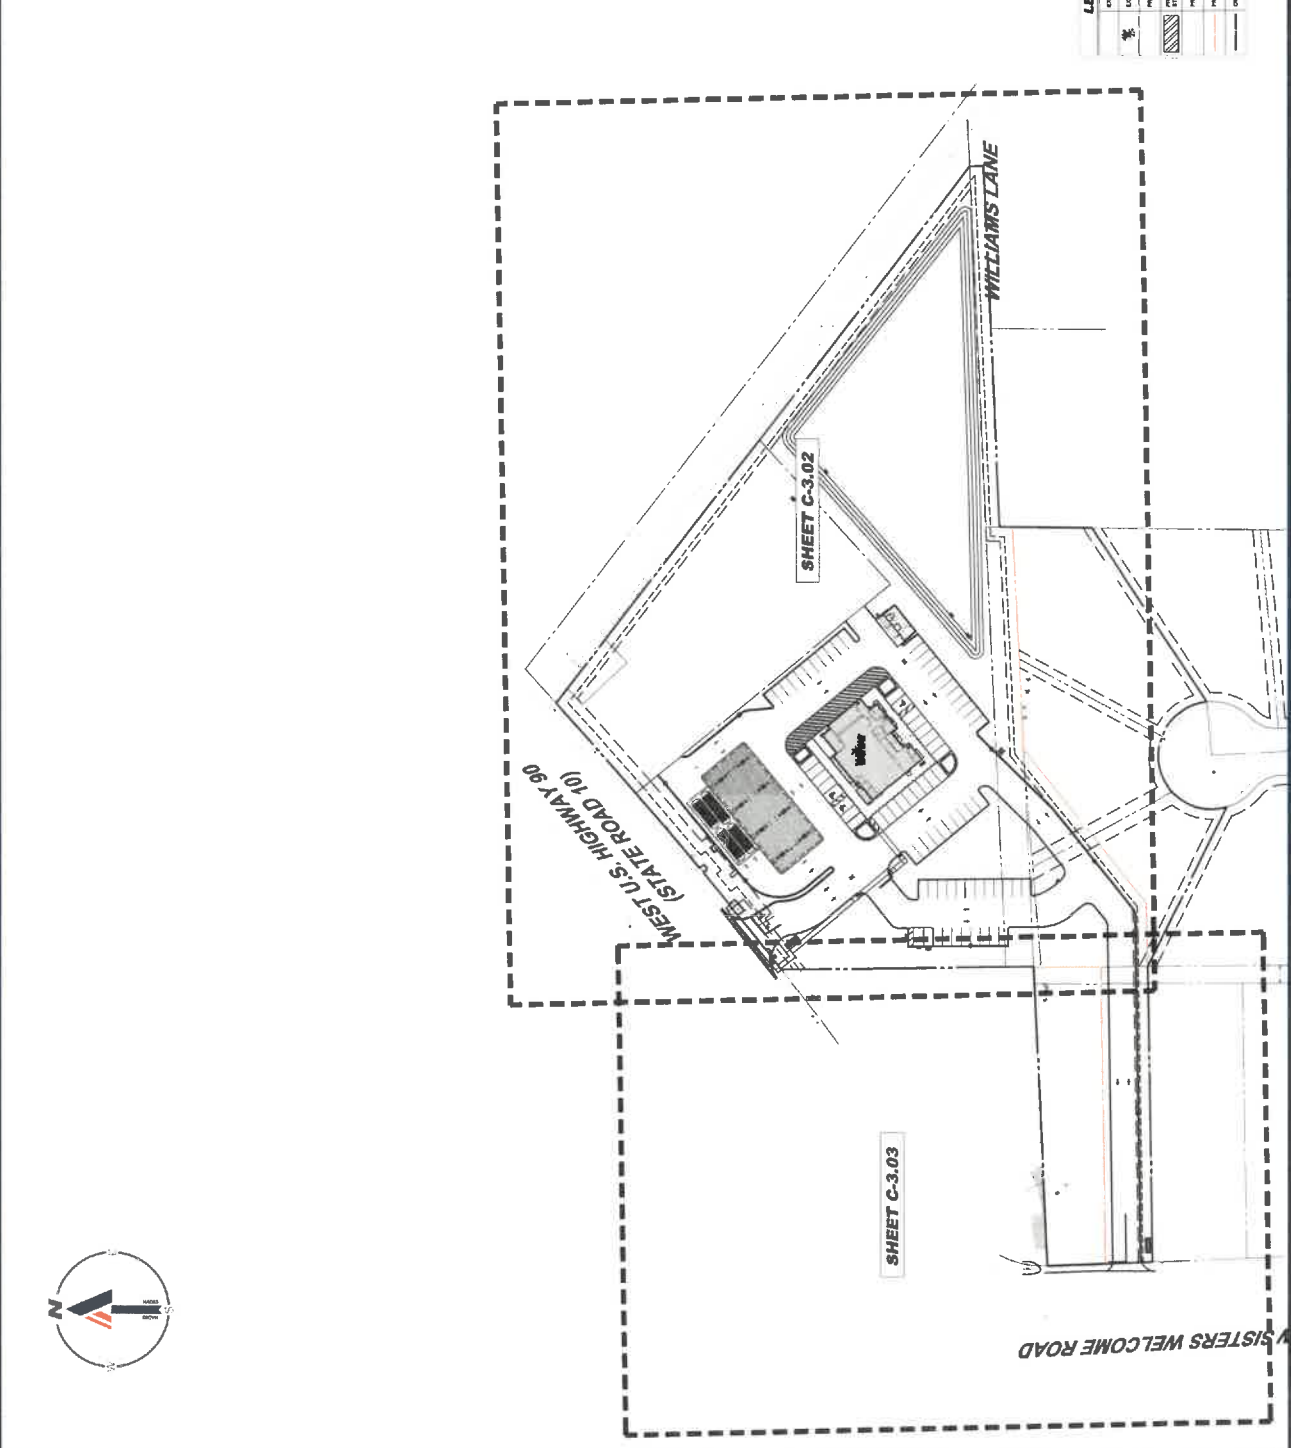 WILLIAMS LANE
SHEET C-3.02
WEST U.S. HIGHWAY 90
(STATE ROAD 10)
SHEET C-3.03
SISTERS WELCOME ROAD
N
S
W